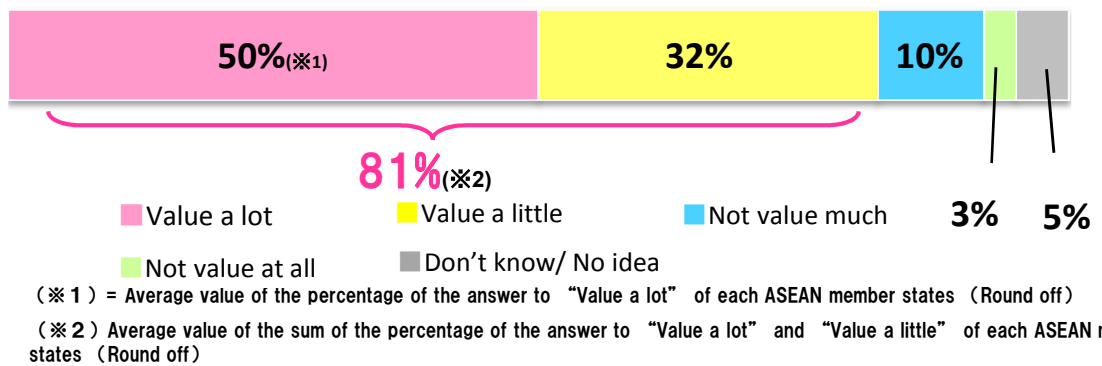 50%(※1) 32% 10%
81%(※2)
Value a lot Value a little Not value much 3% 5%
Not value at all Don’t know/ No idea
（※１）= Average value of the percentage of the answer to “Value a lot” of each ASEAN member states （Round off）
（※２）Average value of the sum of the percentage of the answer to “Value a lot” and “Value a little” of each ASEAN
states （Round off）